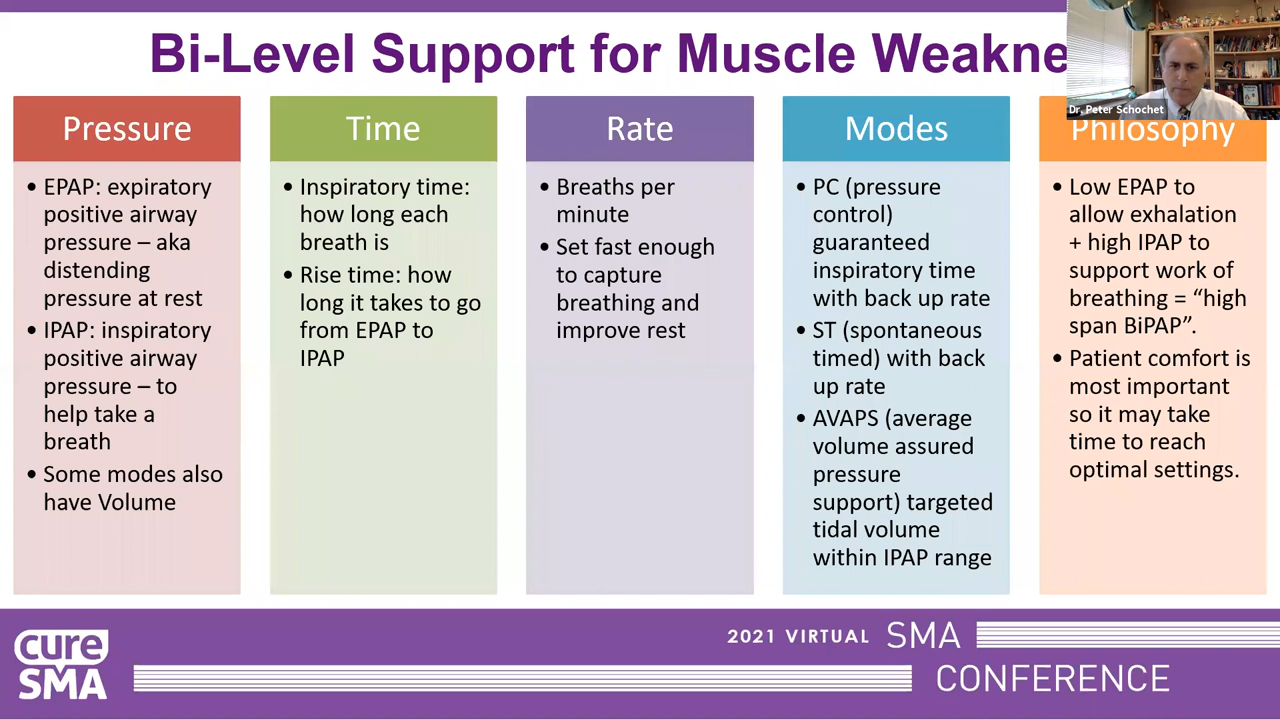 Bi-Level Support for Muscle Weakne
Dr, Peter Schochet
Pressure
• EPAP: expiratory
positive airway
pressure – aka
distending
pressure at rest
• IPAP: inspiratory
positive airway
pressure – to
help take a
breath
• Some modes also
have Volume
Time
• Inspiratory time:
how long each
breath is
• Rise time: how
long it takes to go
from EPAP to
IPAP
Rate
• Breaths per
minute
• Set fast enough
to capture
breathing and
improve rest
Modes
• PC (pressure
control)
guaranteed
inspiratory time
with back up rate
• ST (spontaneous
timed) with back
up rate
• AVAPS (average
volume assured
pressure
support) targeted
tidal volume
within IPAP range
Philosophy
• Low EPAP to
allow exhalation
+ high IPAP to
support work of
breathing = “high
span BiPAP”.
• Patient comfort is
most important
so it may take
time to reach
optimal settings.
cure
SMA
2021 VIRTUAL SMA
CONFERENCE